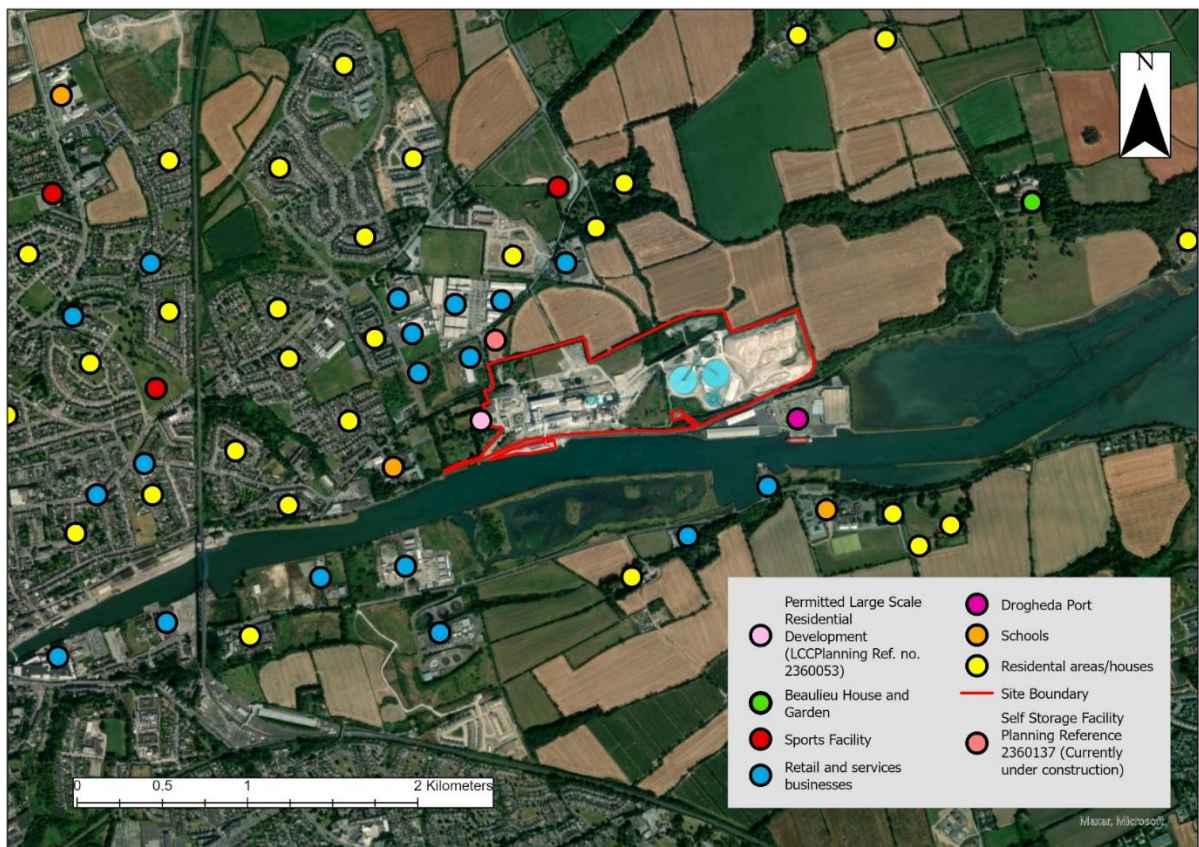 N
Permitted Large Scale
Residential
Development
(LCCPlanning Ref. no.
2360053)
Beaulieu House and
Garden
Sports Facility
Retail and services
businesses
Drogheda Port
Schools
Residental areas/houses
Site Boundary
Self Storage Facility
Planning Reference
2360137 (Currently
under construction)
0 0.5 1 2 Kilometers
Maxar, Microsoft